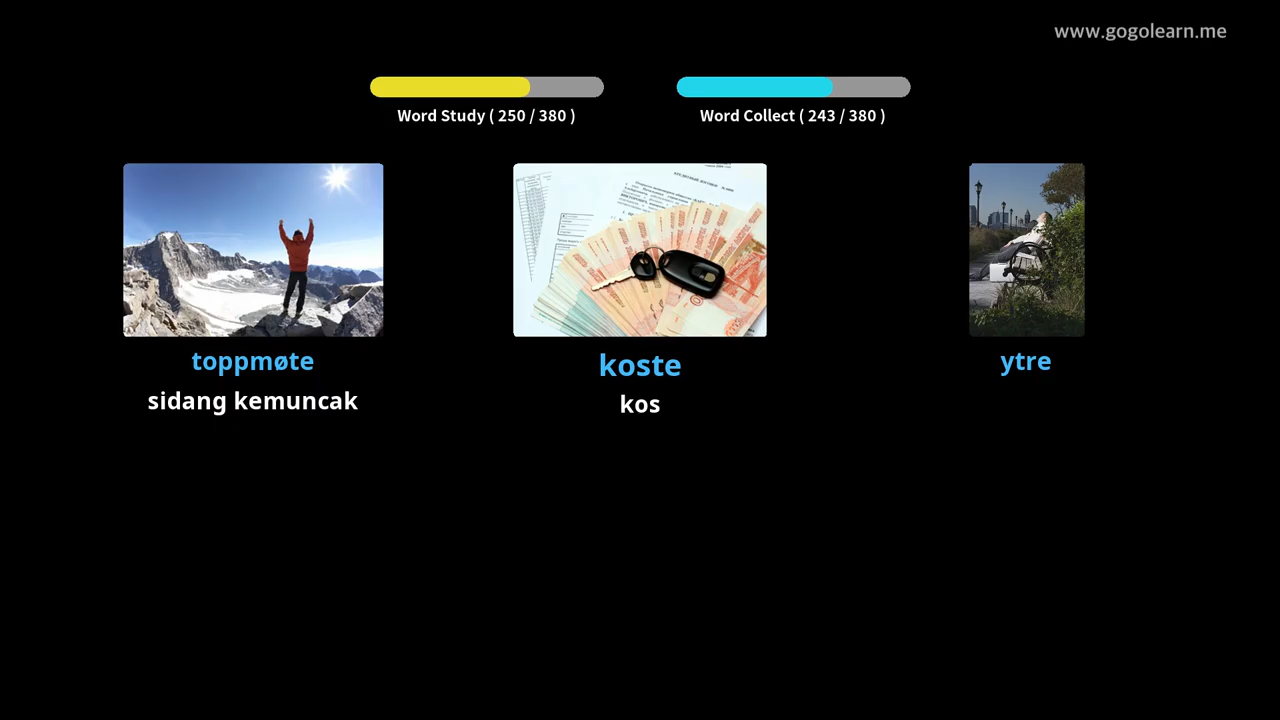 www.gogolearn.me
Word Study ( 250 / 380 )
Word Collect ( 243 / 380 )
toppmøte
sidang kemuncak
koste
kos
ytre